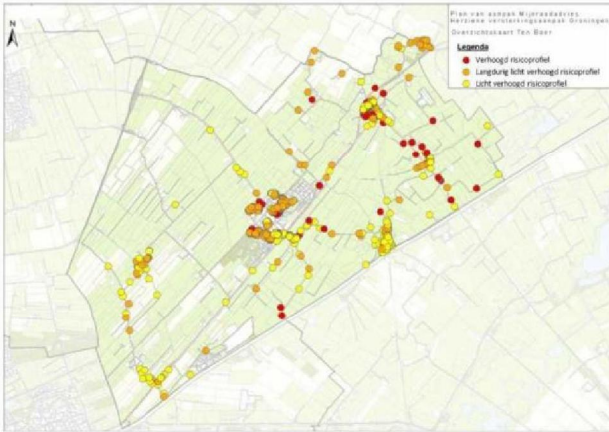 N
Plan van aanpak Mijnraadadvies
Herziene versterkingsaanpak Groningen
Overzichtskaart Ten Boer
Legenda
Verhoogd risicoprofiel
Langdurig licht verhoogd risicoprofiel
Licht verhoogd risicoprofiel